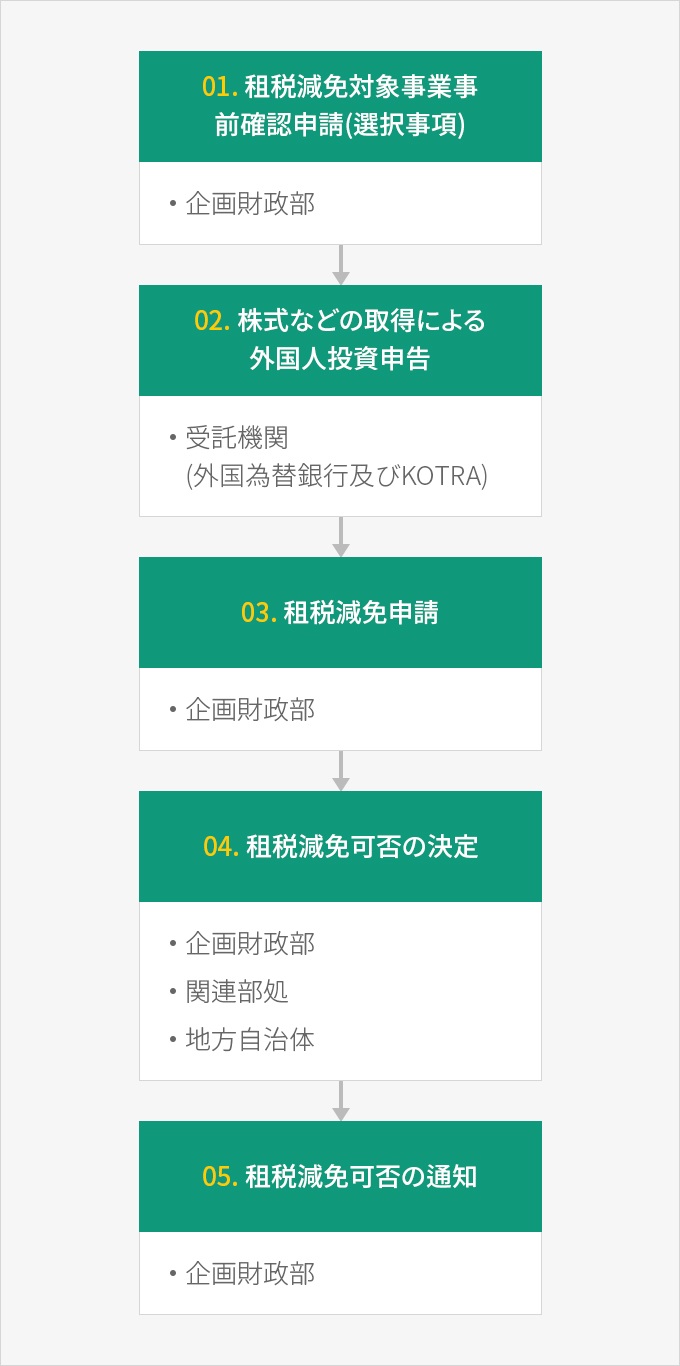 01. 租税減免対象事業事
前確認申請(選択事項)
・企画財政部
02. 株式などの取得による
外国人投資申告
・受託機関
(外国為替銀行及びKOTRA)
03. 租税減免申請
・企画財政部
04. 租税減免可否の決定
・企画財政部
・関連部処
・地方自治体
05. 租税減免可否の通知
・企画財政部